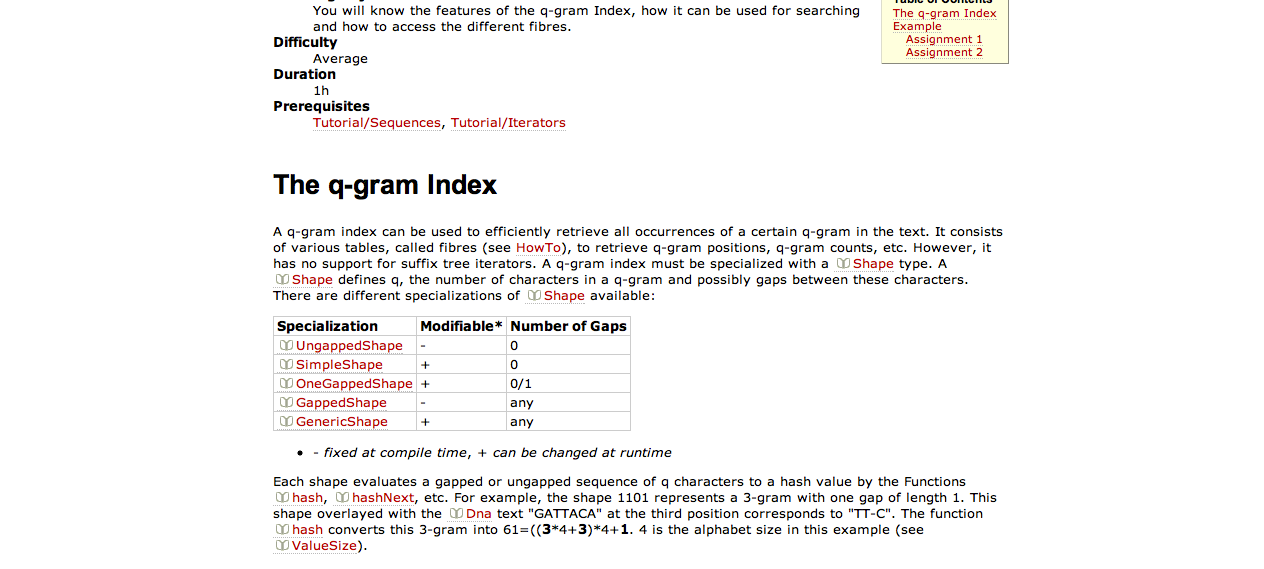 You will know the features of the q-gram Index, how it can be used for searching
and how to access the different fibres.
Difficulty
Average
Duration
1h
Prerequisites
Tutorial/Sequences, Tutorial/Iterators
Table of Contents
The q-gram Index
Example
Assignment 1
Assignment 2
The q-gram Index
A q-gram index can be used to efficiently retrieve all occurrences of a certain q-gram in the text. It consists
of various tables, called fibres (see HowTo), to retrieve q-gram positions, q-gram counts, etc. However, it
has no support for suffix tree iterators. A q-gram index must be specialized with a Shape type. A
Shape defines q, the number of characters in a q-gram and possibly gaps between these characters.
There are different specializations of Shape available:
Specialization Modifiable* Number of Gaps
UngappedShape - 0
SimpleShape + 0
OneGappedShape + 0/1
GappedShape - any
GenericShape + any
• - fixed at compile time, + can be changed at runtime
Each shape evaluates a gapped or ungapped sequence of q characters to a hash value by the Functions
hash, hashNext, etc. For example, the shape 1101 represents a 3-gram with one gap of length 1. This
shape overlayed with the Dna text "GATTACA" at the third position corresponds to "TT-C". The function
hash converts this 3-gram into 61=((3*4+3)*4+1. 4 is the alphabet size in this example (see
ValueSize).